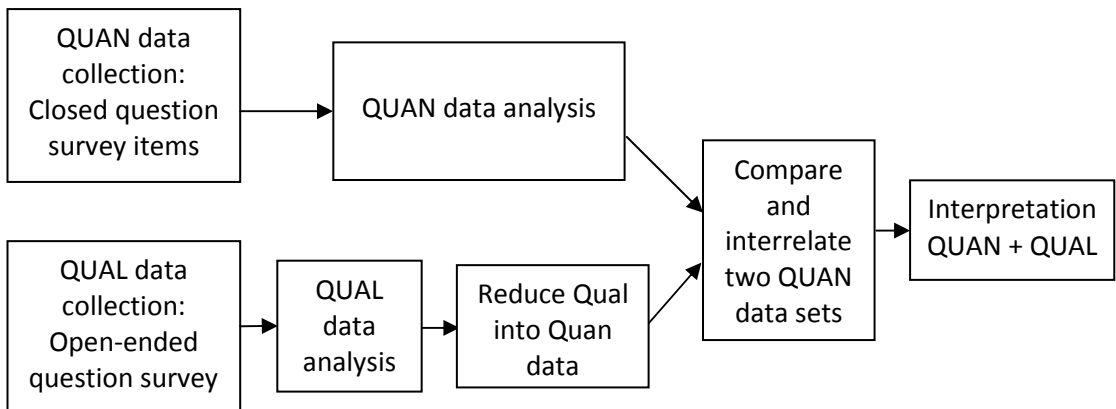 QUAN data
collection:
Closed question
survey items
QUAN data analysis
QUAL data
collection:
Open-ended
question survey
QUAL
data
analysis
Reduce Qual
into Quan
data
Compare
and
interrelate
two QUAN
data sets
Interpretation
QUAN + QUAL